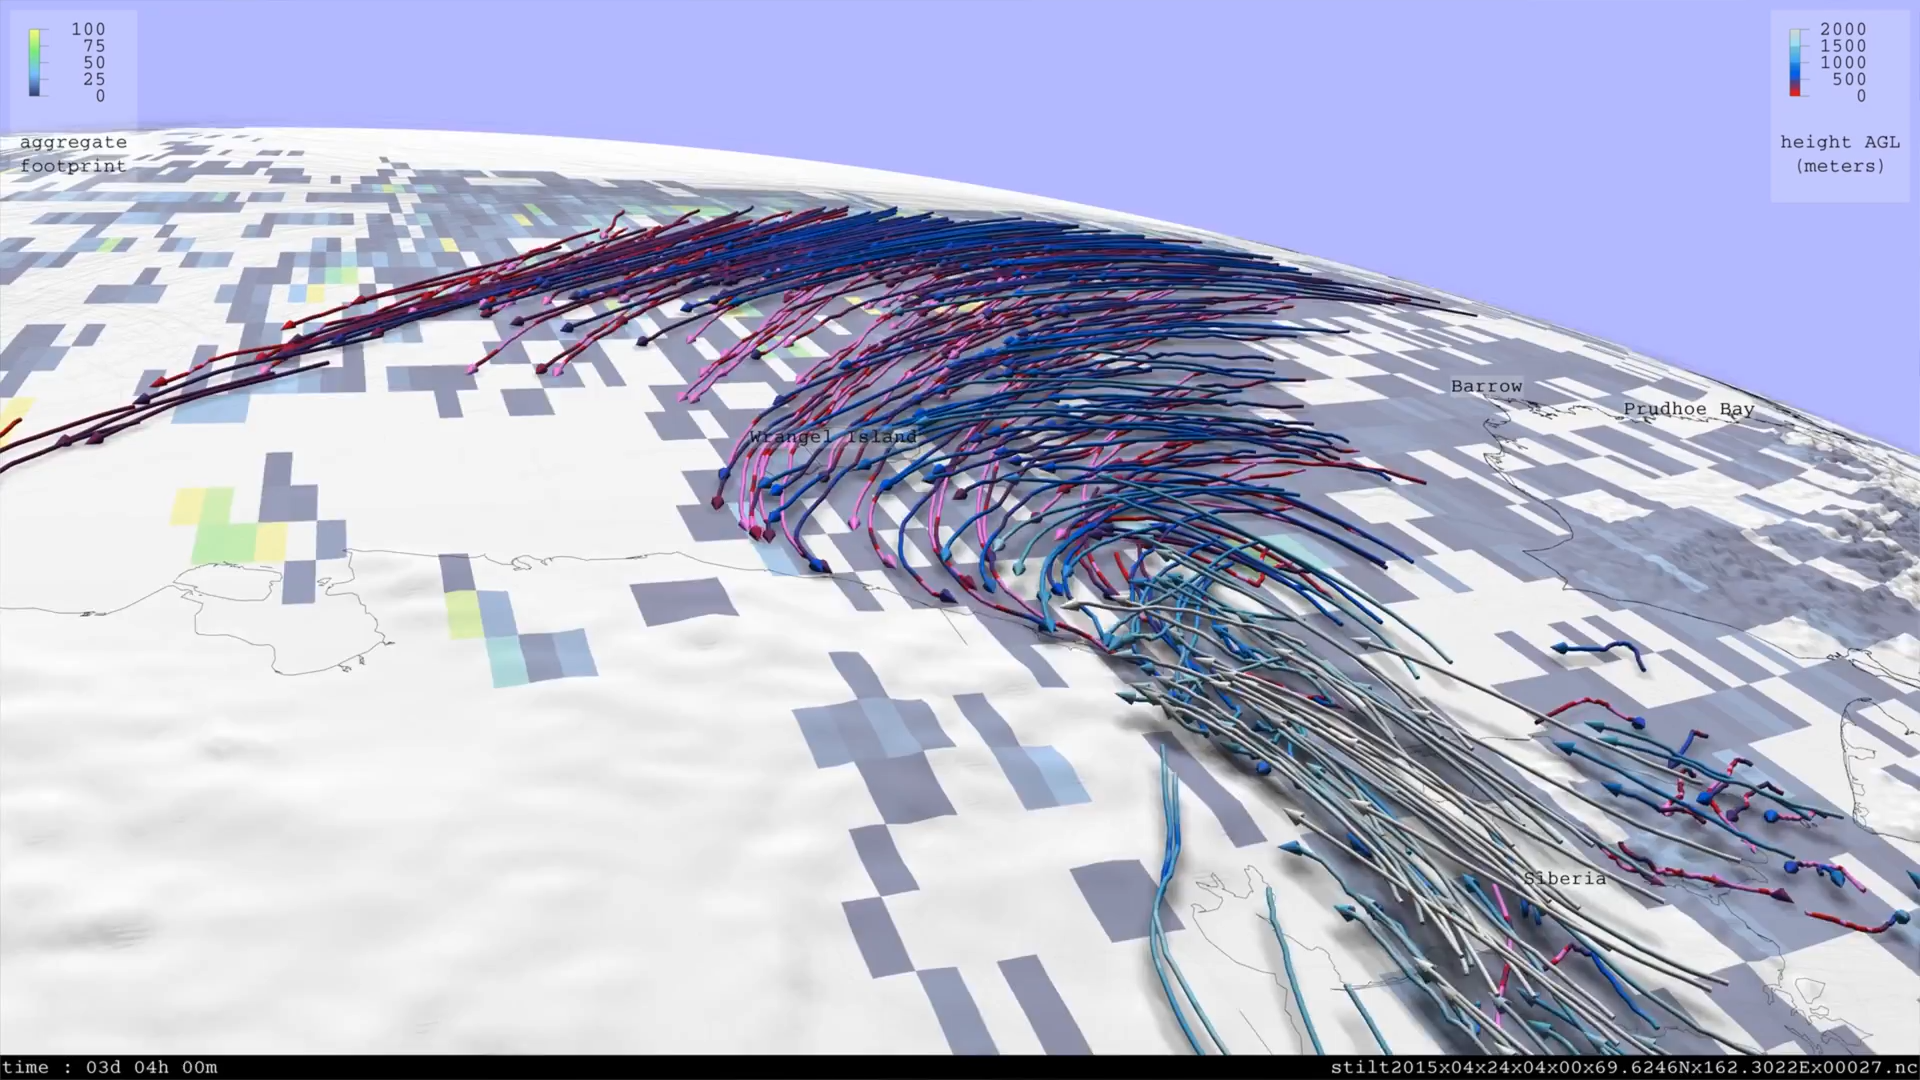 100
75
50
25
0
aggregate
footprint
2000
1500
1000
500
0
height AGL
(meters)
Barrow
Prudhoe Bay
Wrangel Island
Siberia
time : 03d 04h 00m
stilt2015x04x24x04x00x69.6246Nx162.3022Ex00027.nc